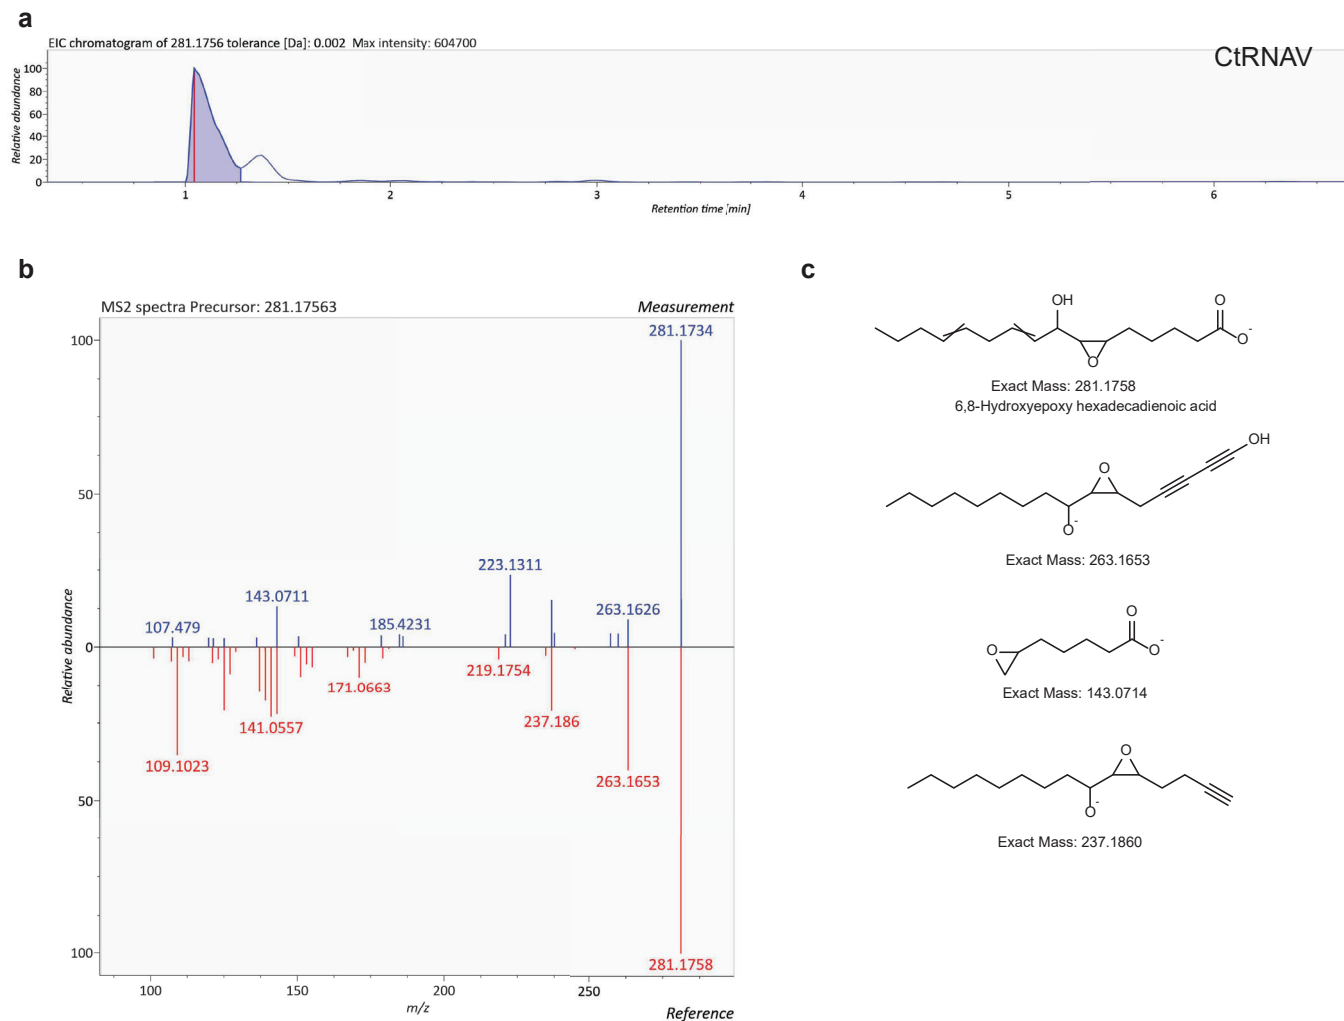 a
EIC chromatogram of 281.1756 tolerance [Da]: 0.002 Max intensity: 604700
CtRNAV
Relative abundance
100
80
60
40
20
0
1
2
3
4
5
6
Retention time [min]
b
MS2 spectra Precursor: 281.17563
Measurement
281.1734
100
50
0
50
100
Relative abundance
223.1311
143.0711
263.1626
107.479
185.4231
219.1754
171.0663
237.186
141.0557
109.1023
263.1653
281.1758
100
150
200
250
m/z
Reference
c
OH
O
O-
O
Exact Mass: 281.1758
6,8-Hydroxyepoxy hexadecadienoic acid
OH
O
O-
Exact Mass: 263.1653
O
O
O-
Exact Mass: 143.0714
O
O-
Exact Mass: 237.1860